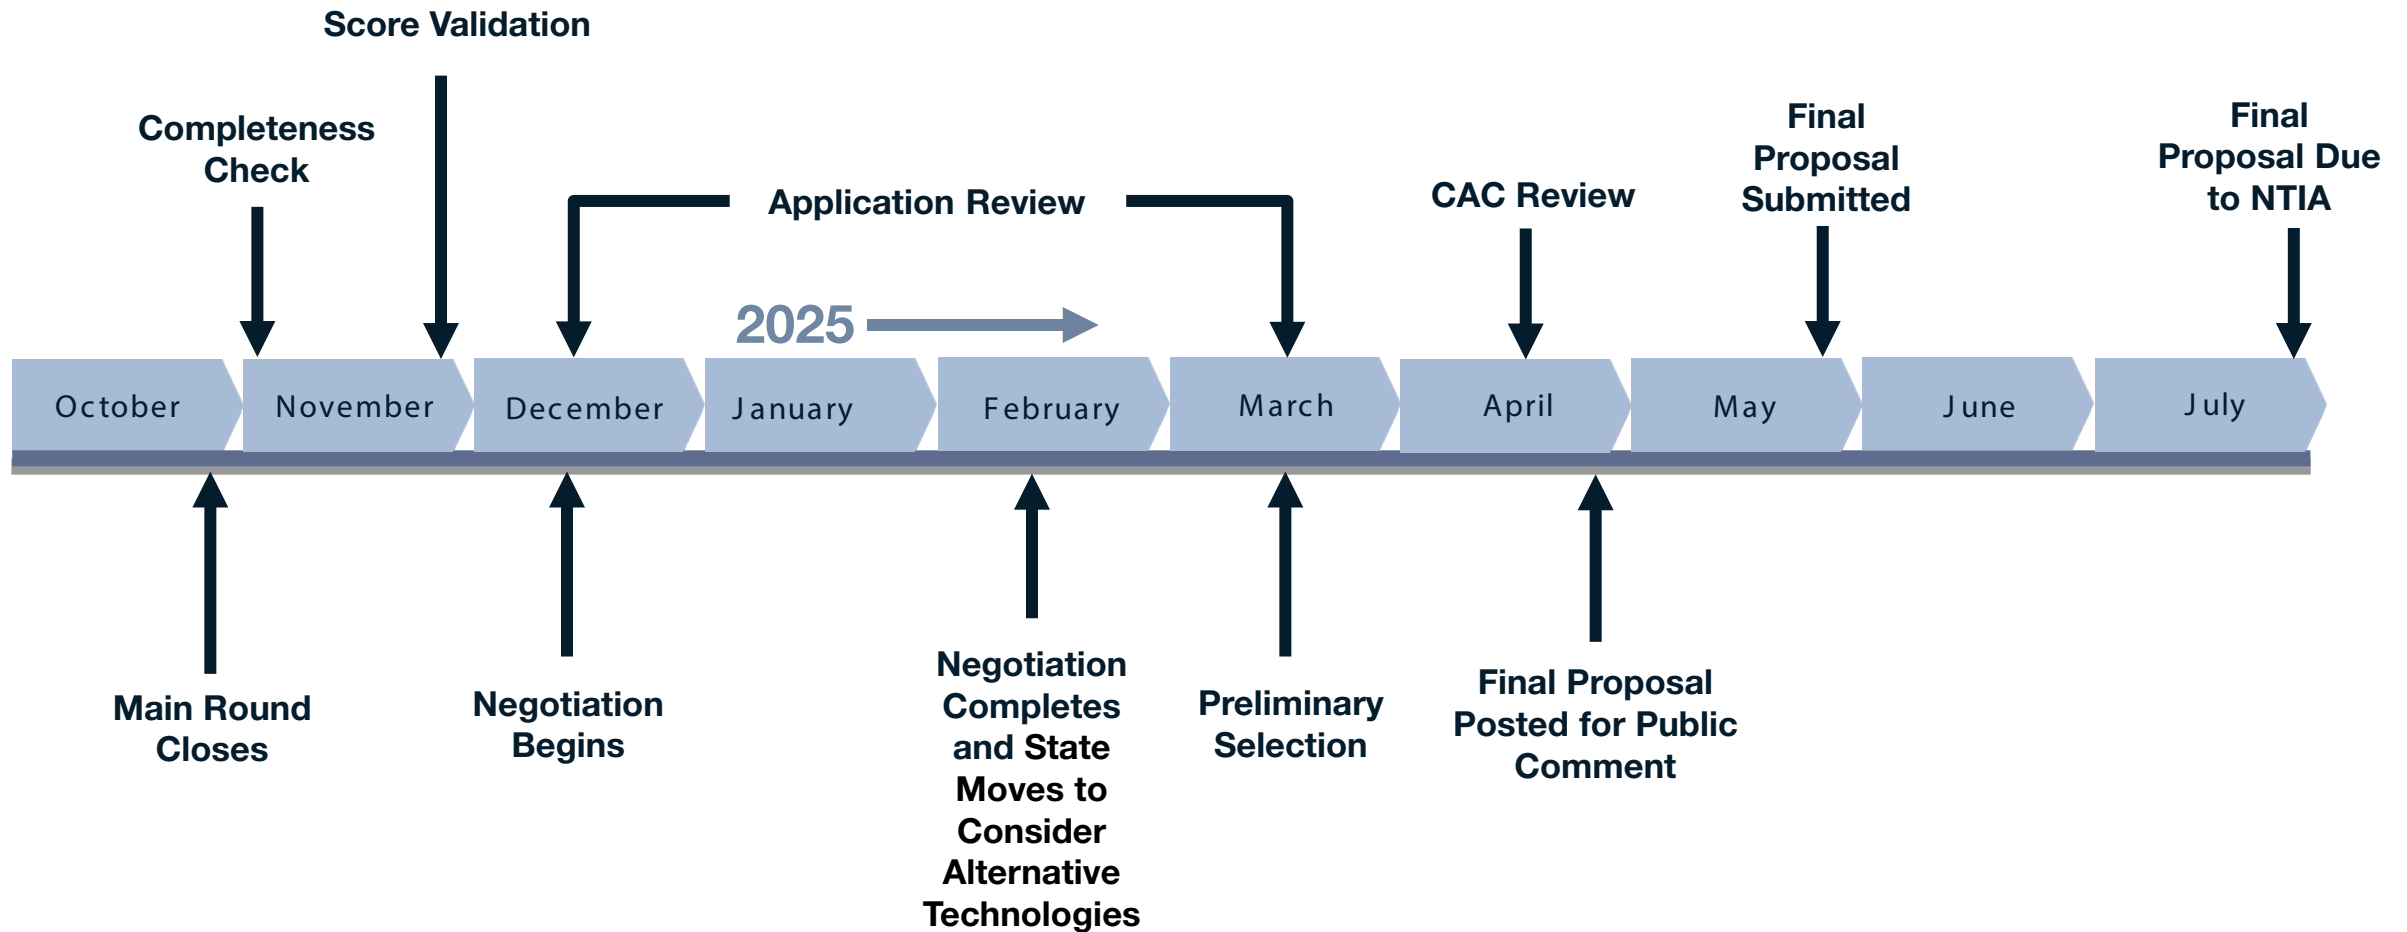 Score Validation
Completeness
Check
Application Review
CAC Review
Final
Proposal
Submitted
Final
Proposal Due
to NTIA
2025
October
November
December
January
February
March
April
May
June
July
Main Round
Closes
Negotiation
Begins
Negotiation
Completes
and State
Moves to
Consider
Alternative
Technologies
Preliminary
Selection
Final Proposal
Posted for Public
Comment